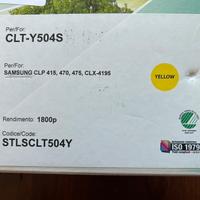 Per/For:
CLT-Y504S
Per/For:
SAMSUNG CLP 415, 470, 475, CLX-4195
YELLOW
Rendimento: 1800p
Codice/Code:
STLSCLT504Y
ISO 1979